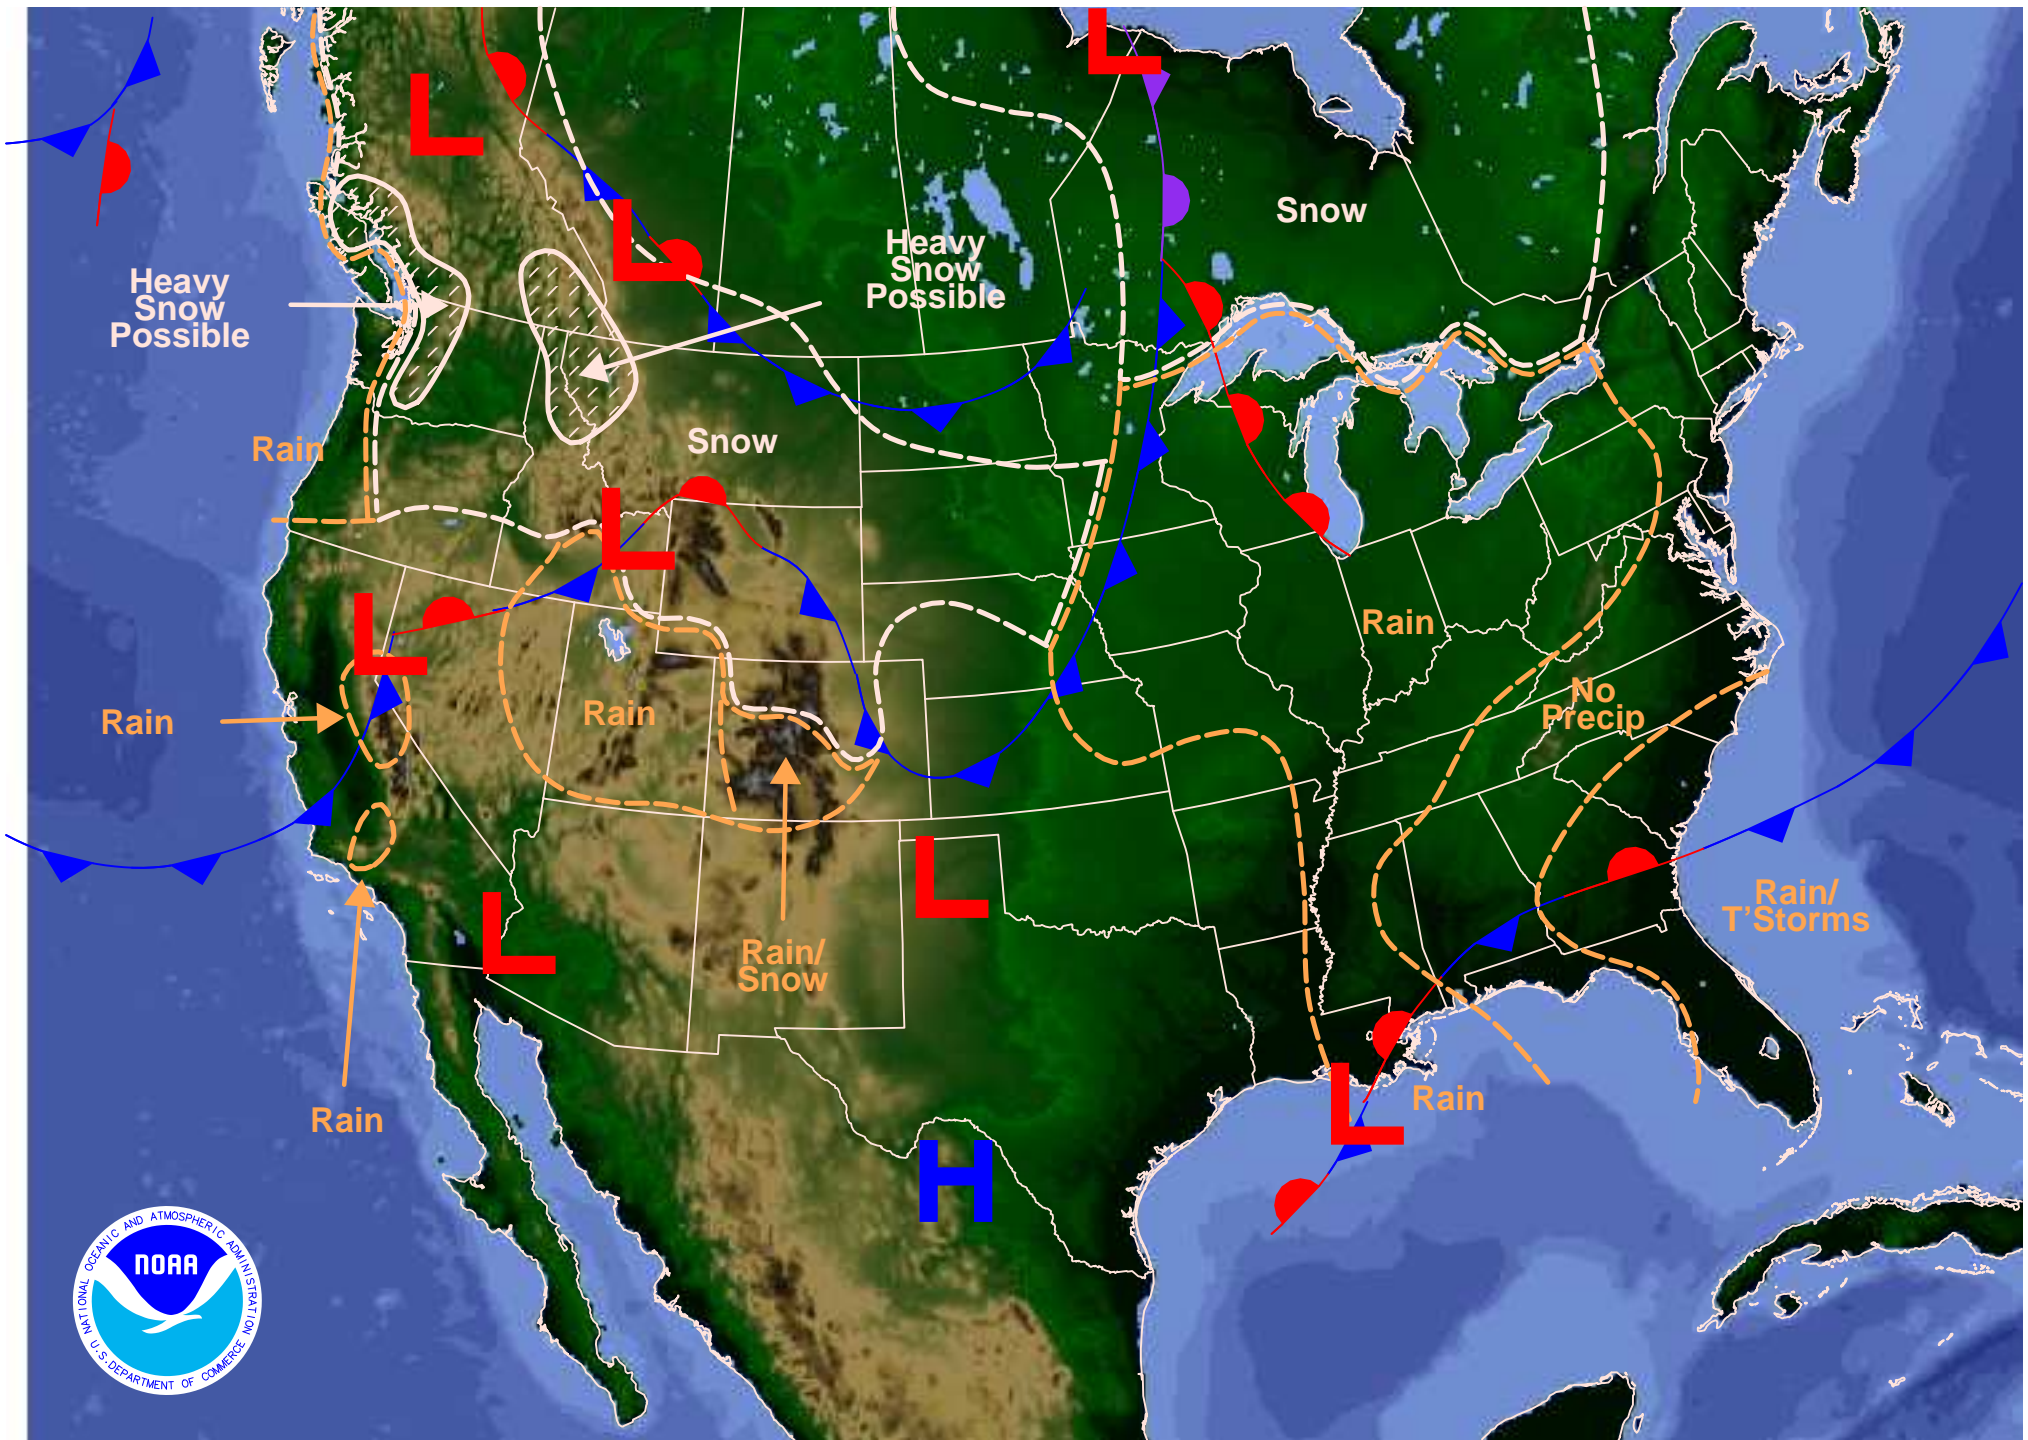 L
L
L
Snow
Heavy
Snow
Possible
Heavy
Snow
Possible
Rain
Snow
L
L
Rain
Rain
Rain
No
Precip
L
L
Rain/
T'Storms
Rain/
Snow
Rain
L
Rain
H
NATIONAL OCEANIC AND ATMOSPHERIC ADMINISTRATION
NOAA
U.S. DEPARTMENT OF COMMERCE